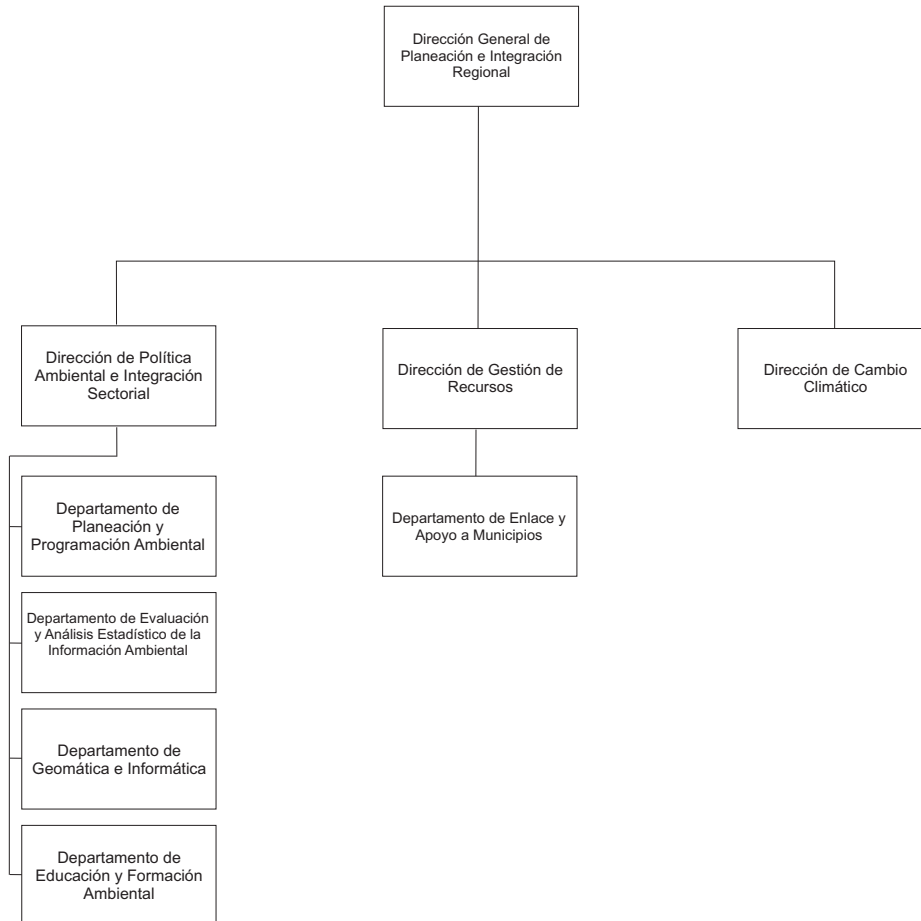 Dirección General de
Planeación e Integración
Regional
Dirección de Política
Ambiental e Integración
Sectorial
Dirección de Gestión de
Recursos
Dirección de Cambio
Climático
Departamento de
Planeación y
Programación Ambiental
Departamento de Enlace y
Apoyo a Municipios
Departamento de Evaluación
y Análisis Estadístico de la
Información Ambiental
Departamento de
Geomática e Informática
Departamento de
Educación y Formación
Ambiental